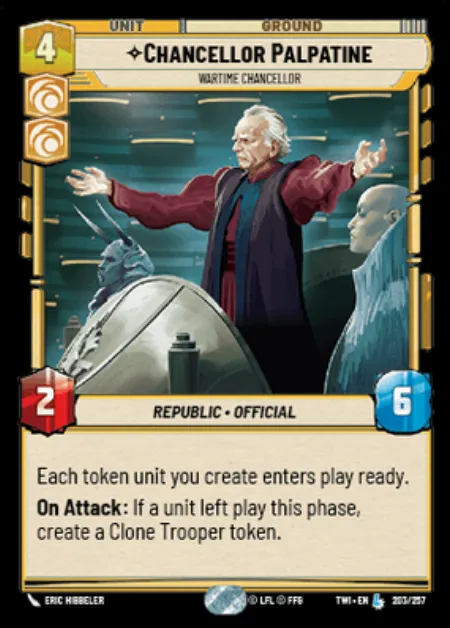 UNIT GROUND
4
✧CHANCELLOR PALPATINE
WARTIME CHANCELLOR
2
REPUBLIC • OFFICIAL
6
Each token unit you create enters play ready.
On Attack: If a unit left play this phase,
create a Clone Trooper token.
ERIC HIBBELER © LFL © FFG TWI • EN 203/257